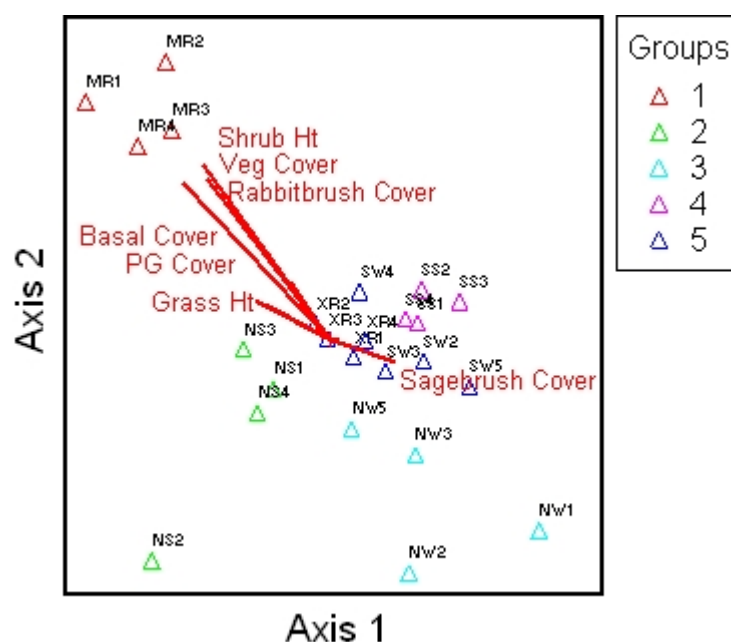 MR2
MR1
MR3
MR4
Shrub Ht
Veg Cover
Rabbitbrush Cover
Basal Cover
PG Cover
Grass Ht
SW4
SS2
SS3
SS4
SS1
XR2
XR3
XR4
XR1
NS3
SW3
SW2
SW5
Sagebrush Cover
NS1
NS4
NW5
NW3
NW1
NS2
NW2
Axis 1
Axis 2
Groups
1
2
3
4
5